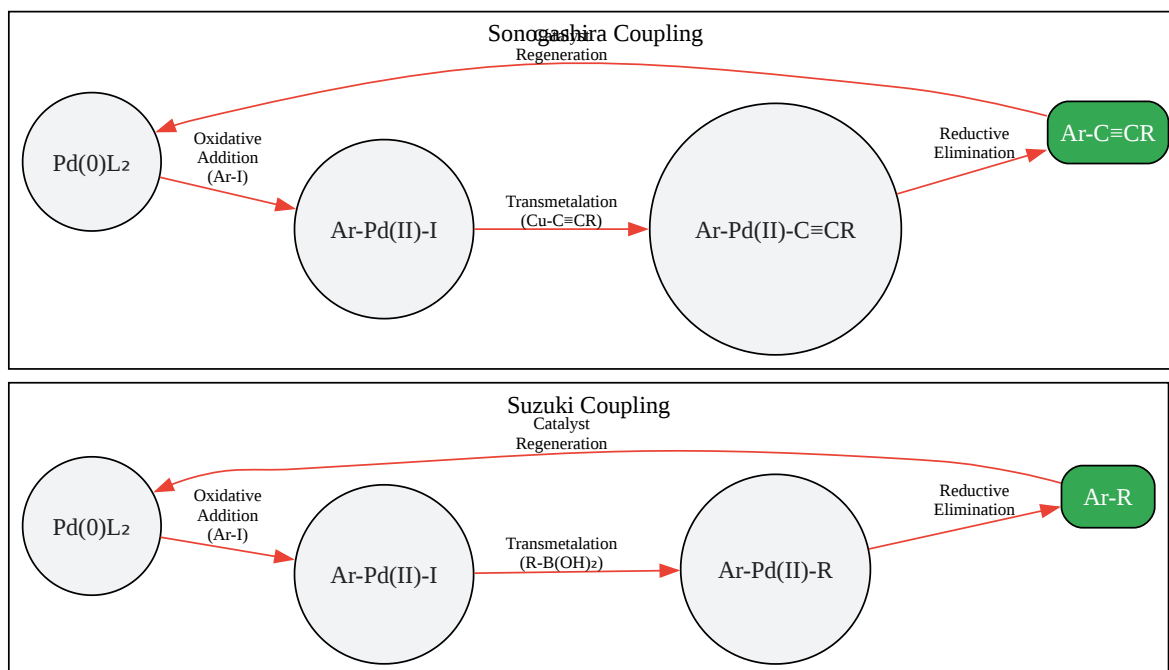 Sonogashira Coupling
Catalyst
Regeneration
Pd(0)L₂
Oxidative
Addition
(Ar-I)
Ar-Pd(II)-I
Transmetalation
(Cu-C≡CR)
Ar-Pd(II)-C≡CR
Reductive
Elimination
Ar-C≡CR
Suzuki Coupling
Catalyst
Regeneration
Pd(0)L₂
Oxidative
Addition
(Ar-I)
Ar-Pd(II)-I
Transmetalation
(R-B(OH)₂)
Ar-Pd(II)-R
Reductive
Elimination
Ar-R